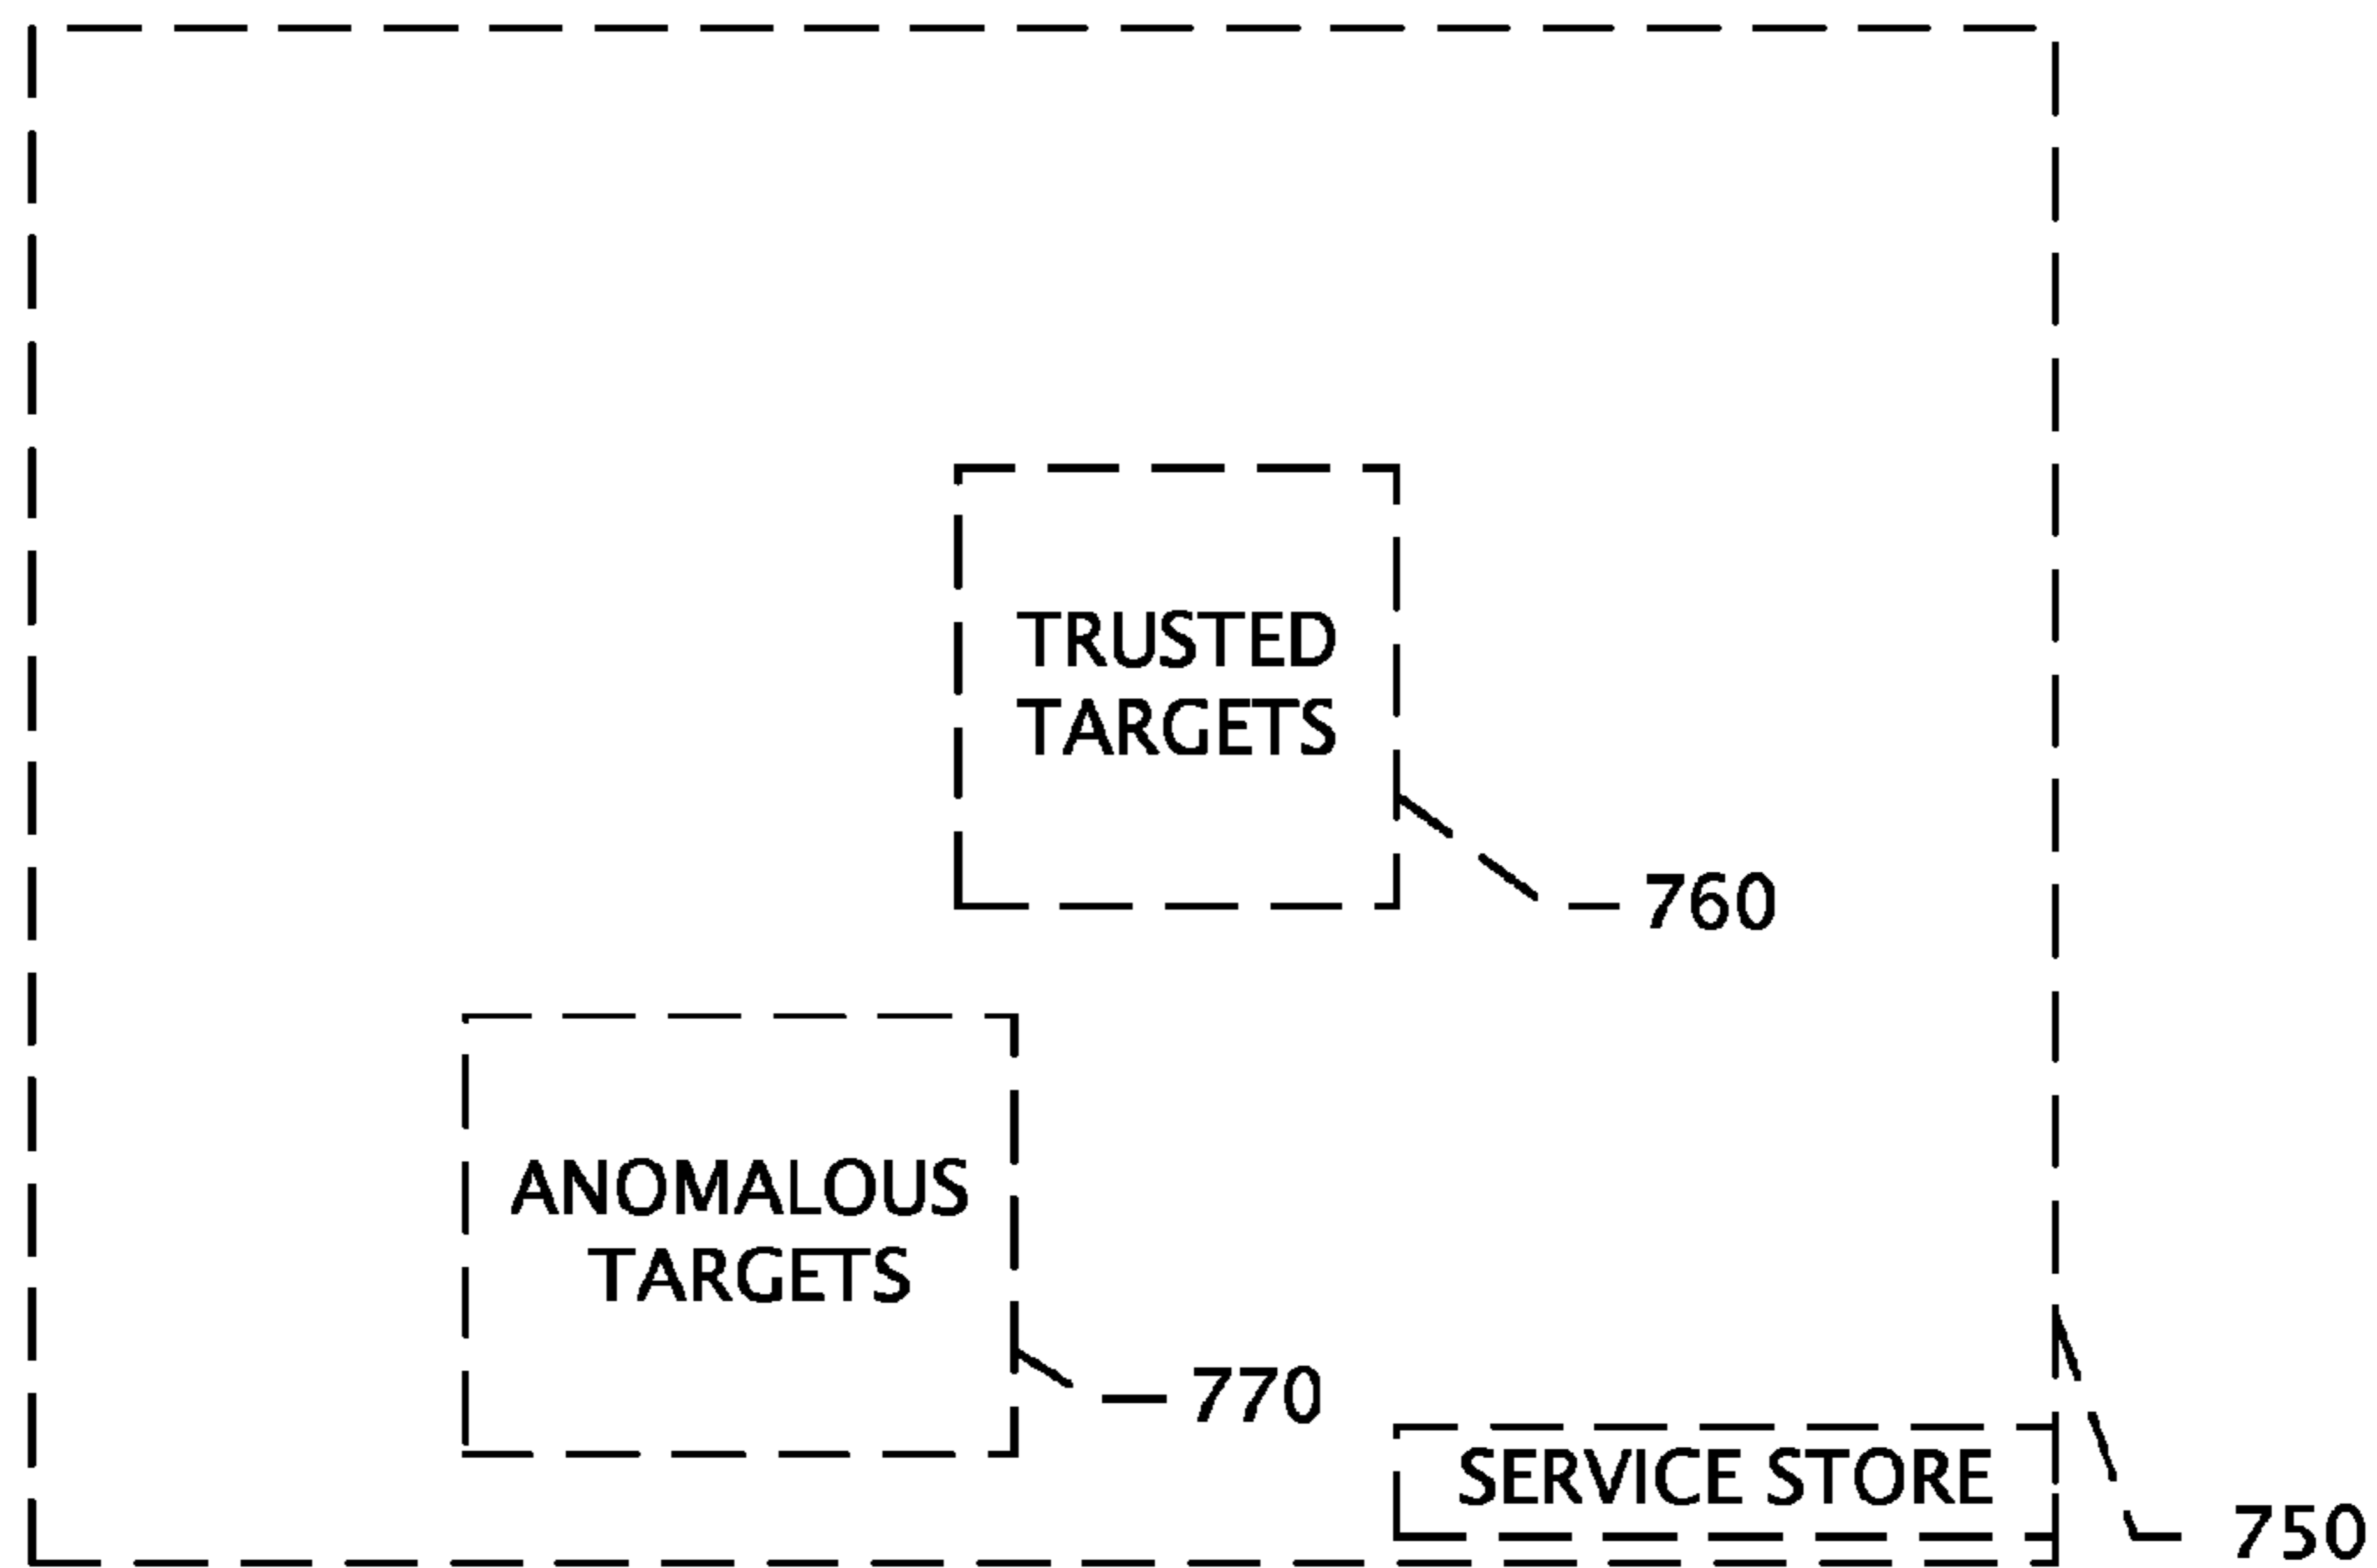 TRUSTED
TARGETS
760
ANOMALOUS
TARGETS
770
SERVICE STORE
750